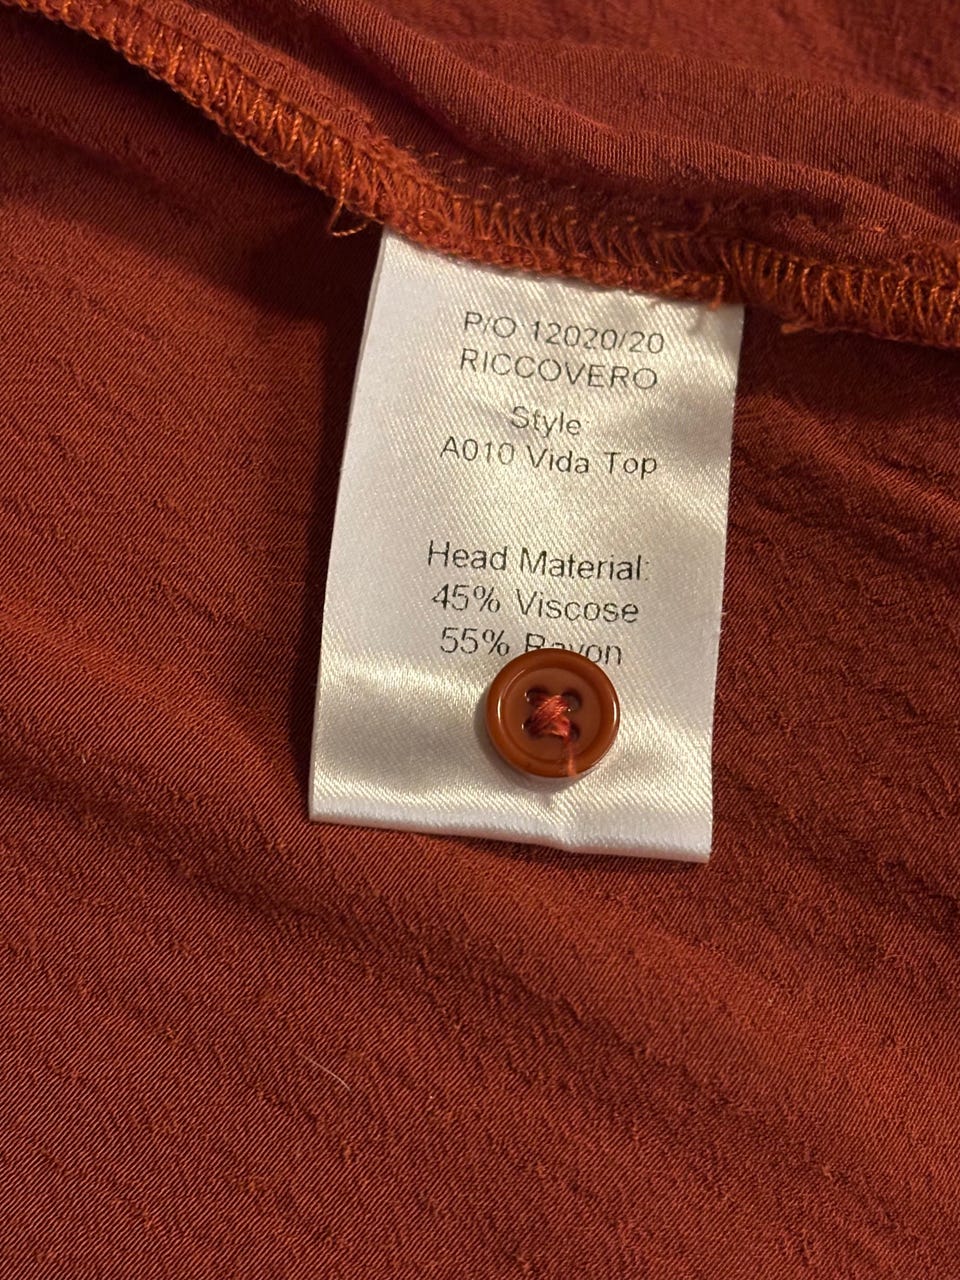 P/O 12020/20
RICCOVERO
Style:
A010 Vida Top
Head Material:
45% Viscose
55% Rayon